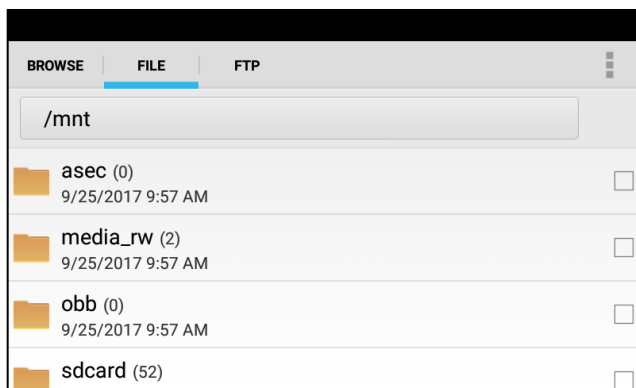 BROWSE FILE FTP
/mnt
asec (0)
9/25/2017 9:57 AM
media_rw (2)
9/25/2017 9:57 AM
obb (0)
9/25/2017 9:57 AM
sdcard (52)